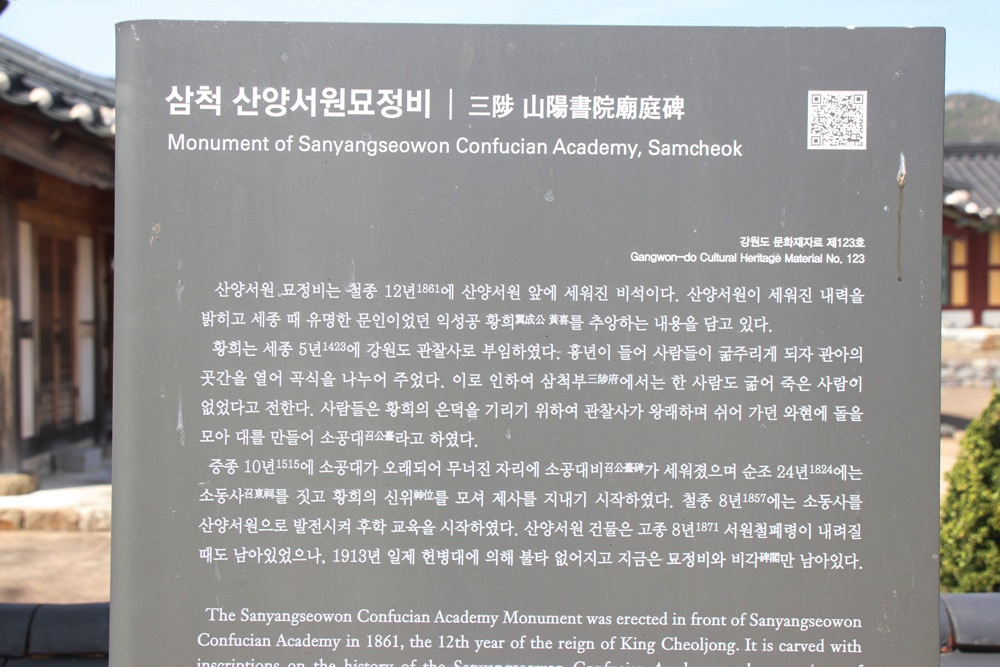 삼척 산양서원묘정비 | 三陟 山陽書院廟庭碑
Monument of Sanyangseowon Confucian Academy, Samcheok
강원도 문화재자료 제123호
Gangwon-do Cultural Heritage Material No. 123
산양서원 묘정비는 철종 12년1861에 산양서원 앞에 세워진 비석이다. 산양서원이 세워진 내력을
밝히고 세종 때 유명한 문인이었던 익성공 황희翼成公 黃喜를 추앙하는 내용을 담고 있다.
황희는 세종 5년1423에 강원도 관찰사로 부임하였다. 흉년이 들어 사람들이 굶주리게 되자 관아의
곳간을 열어 곡식을 나누어 주었다. 이로 인하여 삼척부三陟府에서는 한 사람도 굶어 죽은 사람이
없었다고 전한다. 사람들은 황희의 은덕을 기리기 위하여 관찰사가 왕래하며 쉬어 가던 와현에 돌을
모아 대를 만들어 소공대召公臺라고 하였다.
중종 10년1515에 소공대가 오래되어 무너진 자리에 소공대비召公臺碑가 세워졌으며 순조 24년1824에는
소동사召東祠를 짓고 황희의 신위神位를 모셔 제사를 지내기 시작하였다. 철종 8년1857에는 소동사를
산양서원으로 발전시켜 후학 교육을 시작하였다. 산양서원 건물은 고종 8년1871 서원철폐령이 내려질
때도 남아있었으나, 1913년 일제 헌병대에 의해 불타 없어지고 지금은 묘정비와 비각碑閣만 남아있다.
The Sanyangseowon Confucian Academy Monument was erected in front of Sanyangseowon
Confucian Academy in 1861, the 12th year of the reign of King Cheoljong. It is carved with
inscriptions on the history of the Sanyangseowon Confucian Academy